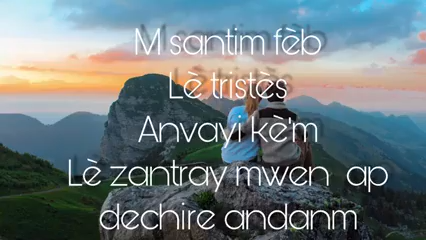 M santim fèb
Lè tristès
Anvayi kè'm
Lè zantray mwen ap
dechire andanm